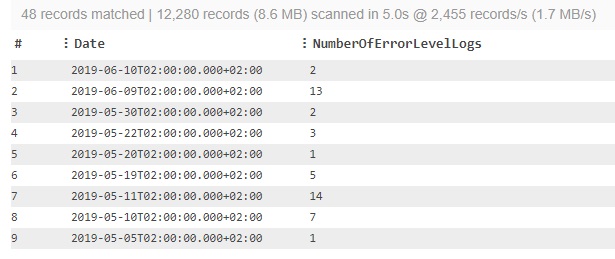 48 records matched | 12,280 records (8.6 MB) scanned in 5.0s @ 2,455 records/s (1.7 MB/s)
# ⋮ Date ⋮ NumberOfErrorLevelLogs
1 2019-06-10T02:00:00.000+02:00 2
2 2019-06-09T02:00:00.000+02:00 13
3 2019-05-30T02:00:00.000+02:00 2
4 2019-05-22T02:00:00.000+02:00 3
5 2019-05-20T02:00:00.000+02:00 1
6 2019-05-19T02:00:00.000+02:00 5
7 2019-05-11T02:00:00.000+02:00 14
8 2019-05-10T02:00:00.000+02:00 7
9 2019-05-05T02:00:00.000+02:00 1